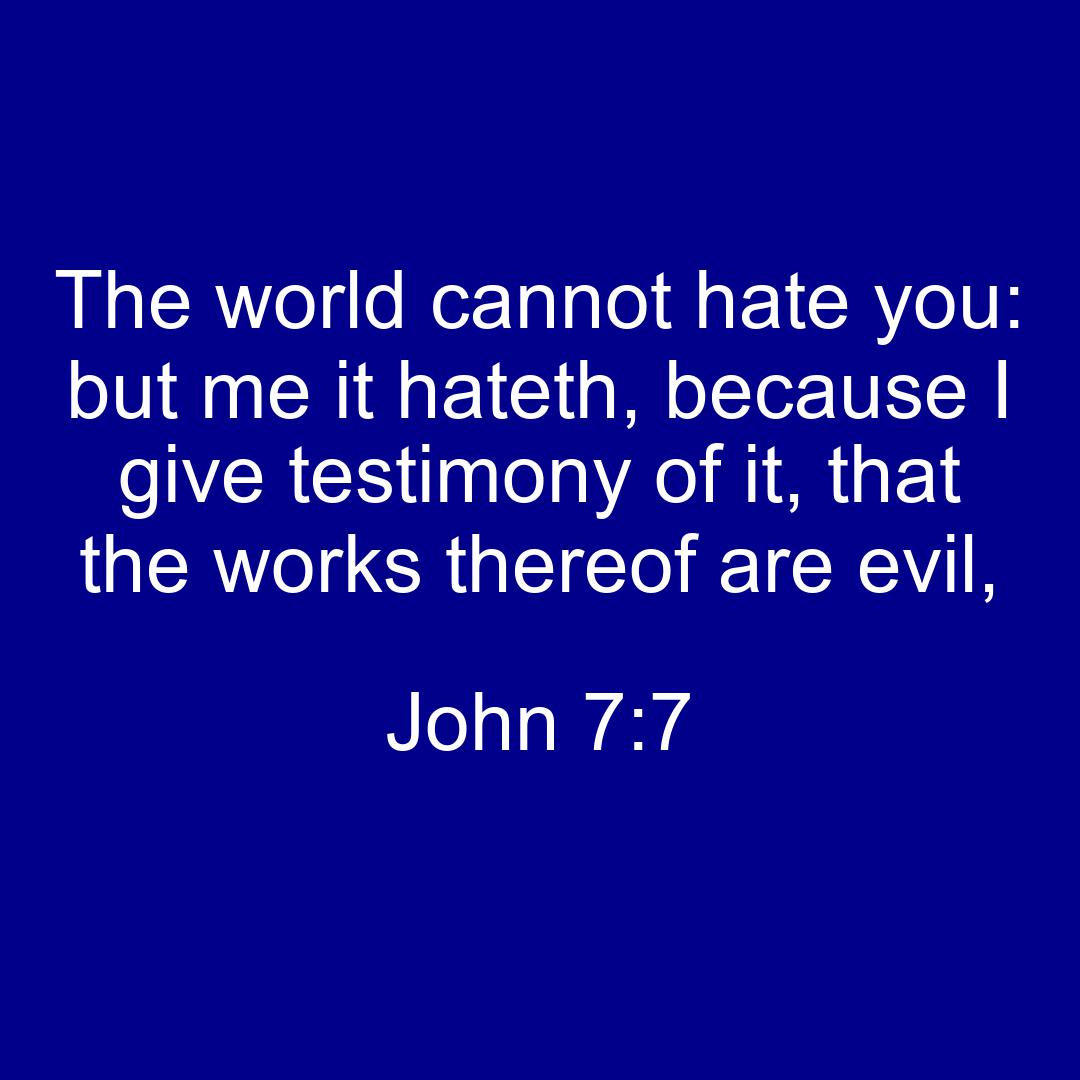 The world cannot hate you:
but me it hateth, because I
give testimony of it, that
the works thereof are evil,
John 7:7